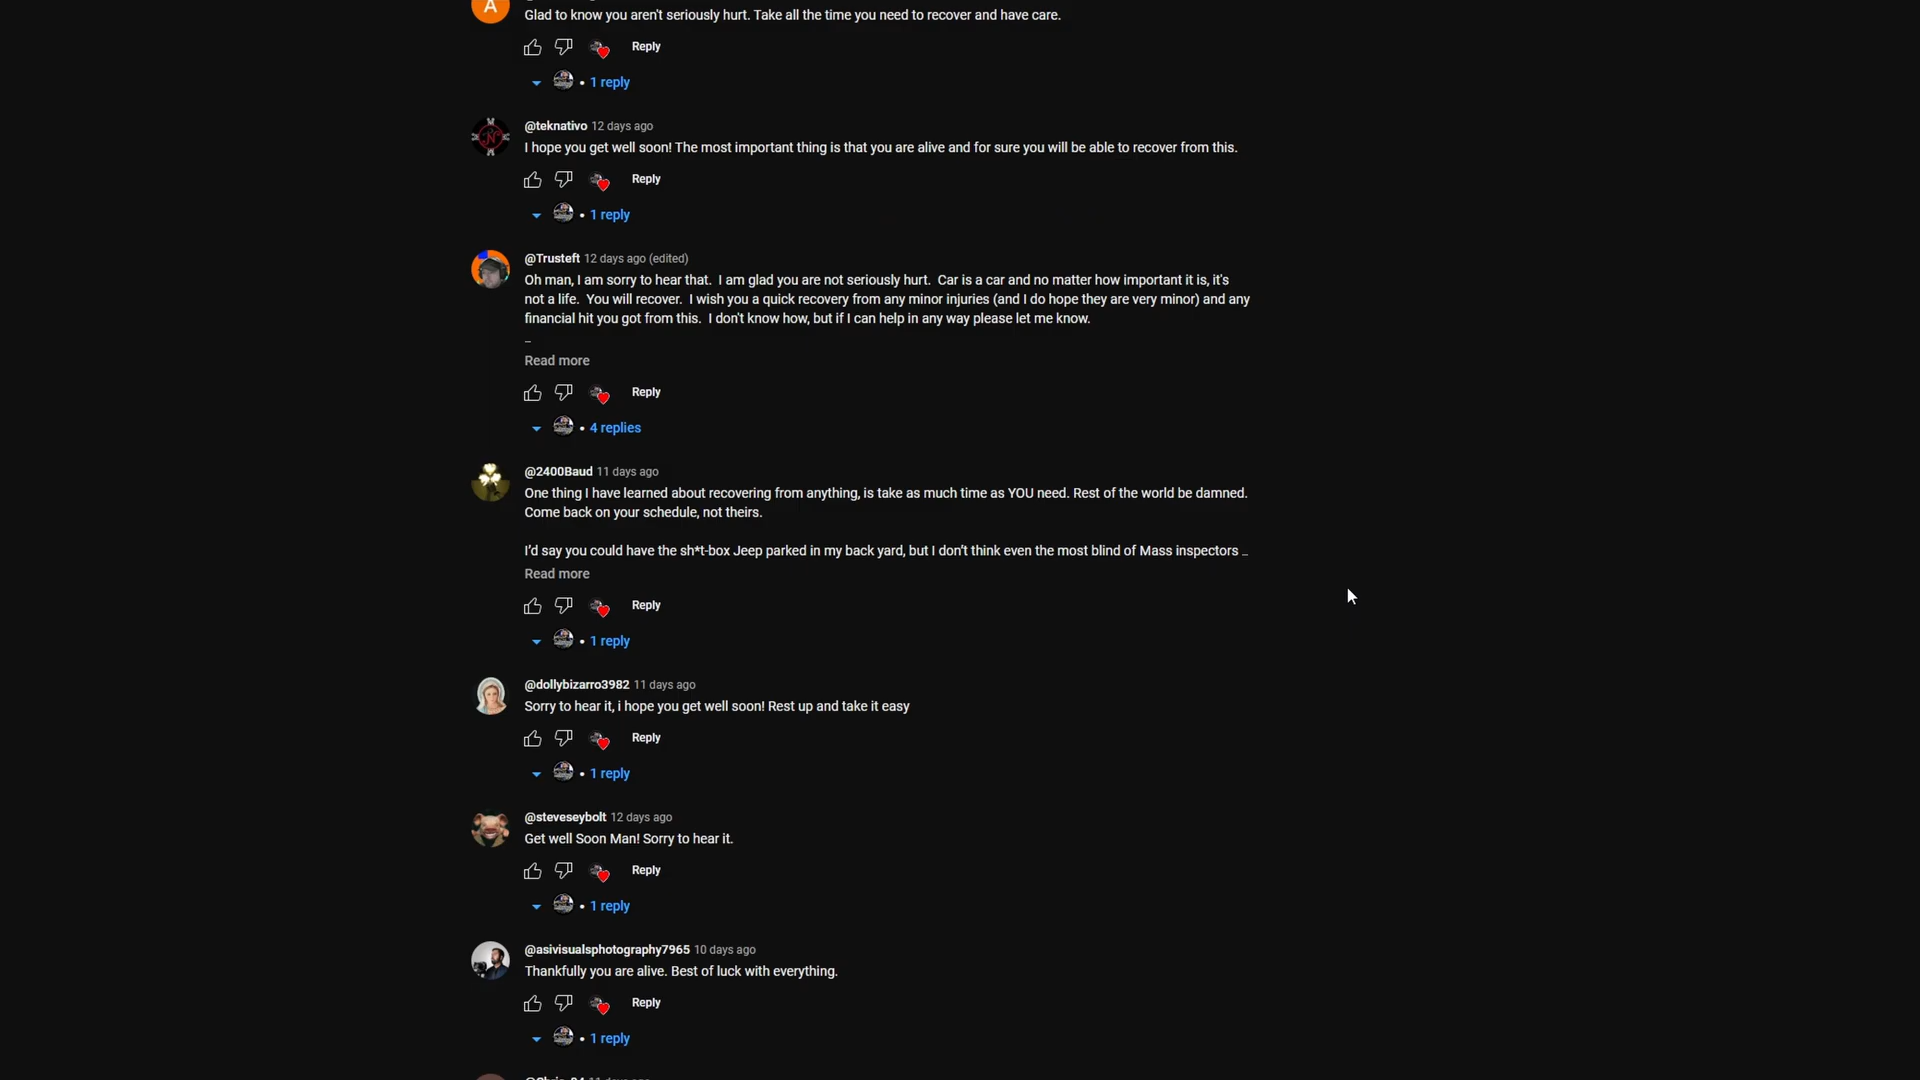 A
Glad to know you aren't seriously hurt. Take all the time you need to recover and have care.
Reply
• 1 reply
@teknativo 12 days ago
I hope you get well soon! The most important thing is that you are alive and for sure you will be able to recover from this.
Reply
• 1 reply
@Trusteft 12 days ago (edited)
Oh man, I am sorry to hear that.  I am glad you are not seriously hurt.  Car is a car and no matter how important it is, it's
not a life.  You will recover.  I wish you a quick recovery from any minor injuries (and I do hope they are very minor) and any
financial hit you got from this.  I don't know how, but if I can help in any way please let me know.
...
Read more
Reply
• 4 replies
@2400Baud 11 days ago
One thing I have learned about recovering from anything, is take as much time as YOU need. Rest of the world be damned.
Come back on your schedule, not theirs.
I'd say you could have the sh*t-box Jeep parked in my back yard, but I don't think even the most blind of Mass inspectors ...
Read more
Reply
• 1 reply
@dollybizarro3982 11 days ago
Sorry to hear it, i hope you get well soon! Rest up and take it easy
Reply
• 1 reply
@steveseybolt 12 days ago
Get well Soon Man! Sorry to hear it.
Reply
• 1 reply
@asivisualsphotography7965 10 days ago
Thankfully you are alive. Best of luck with everything.
Reply
• 1 reply